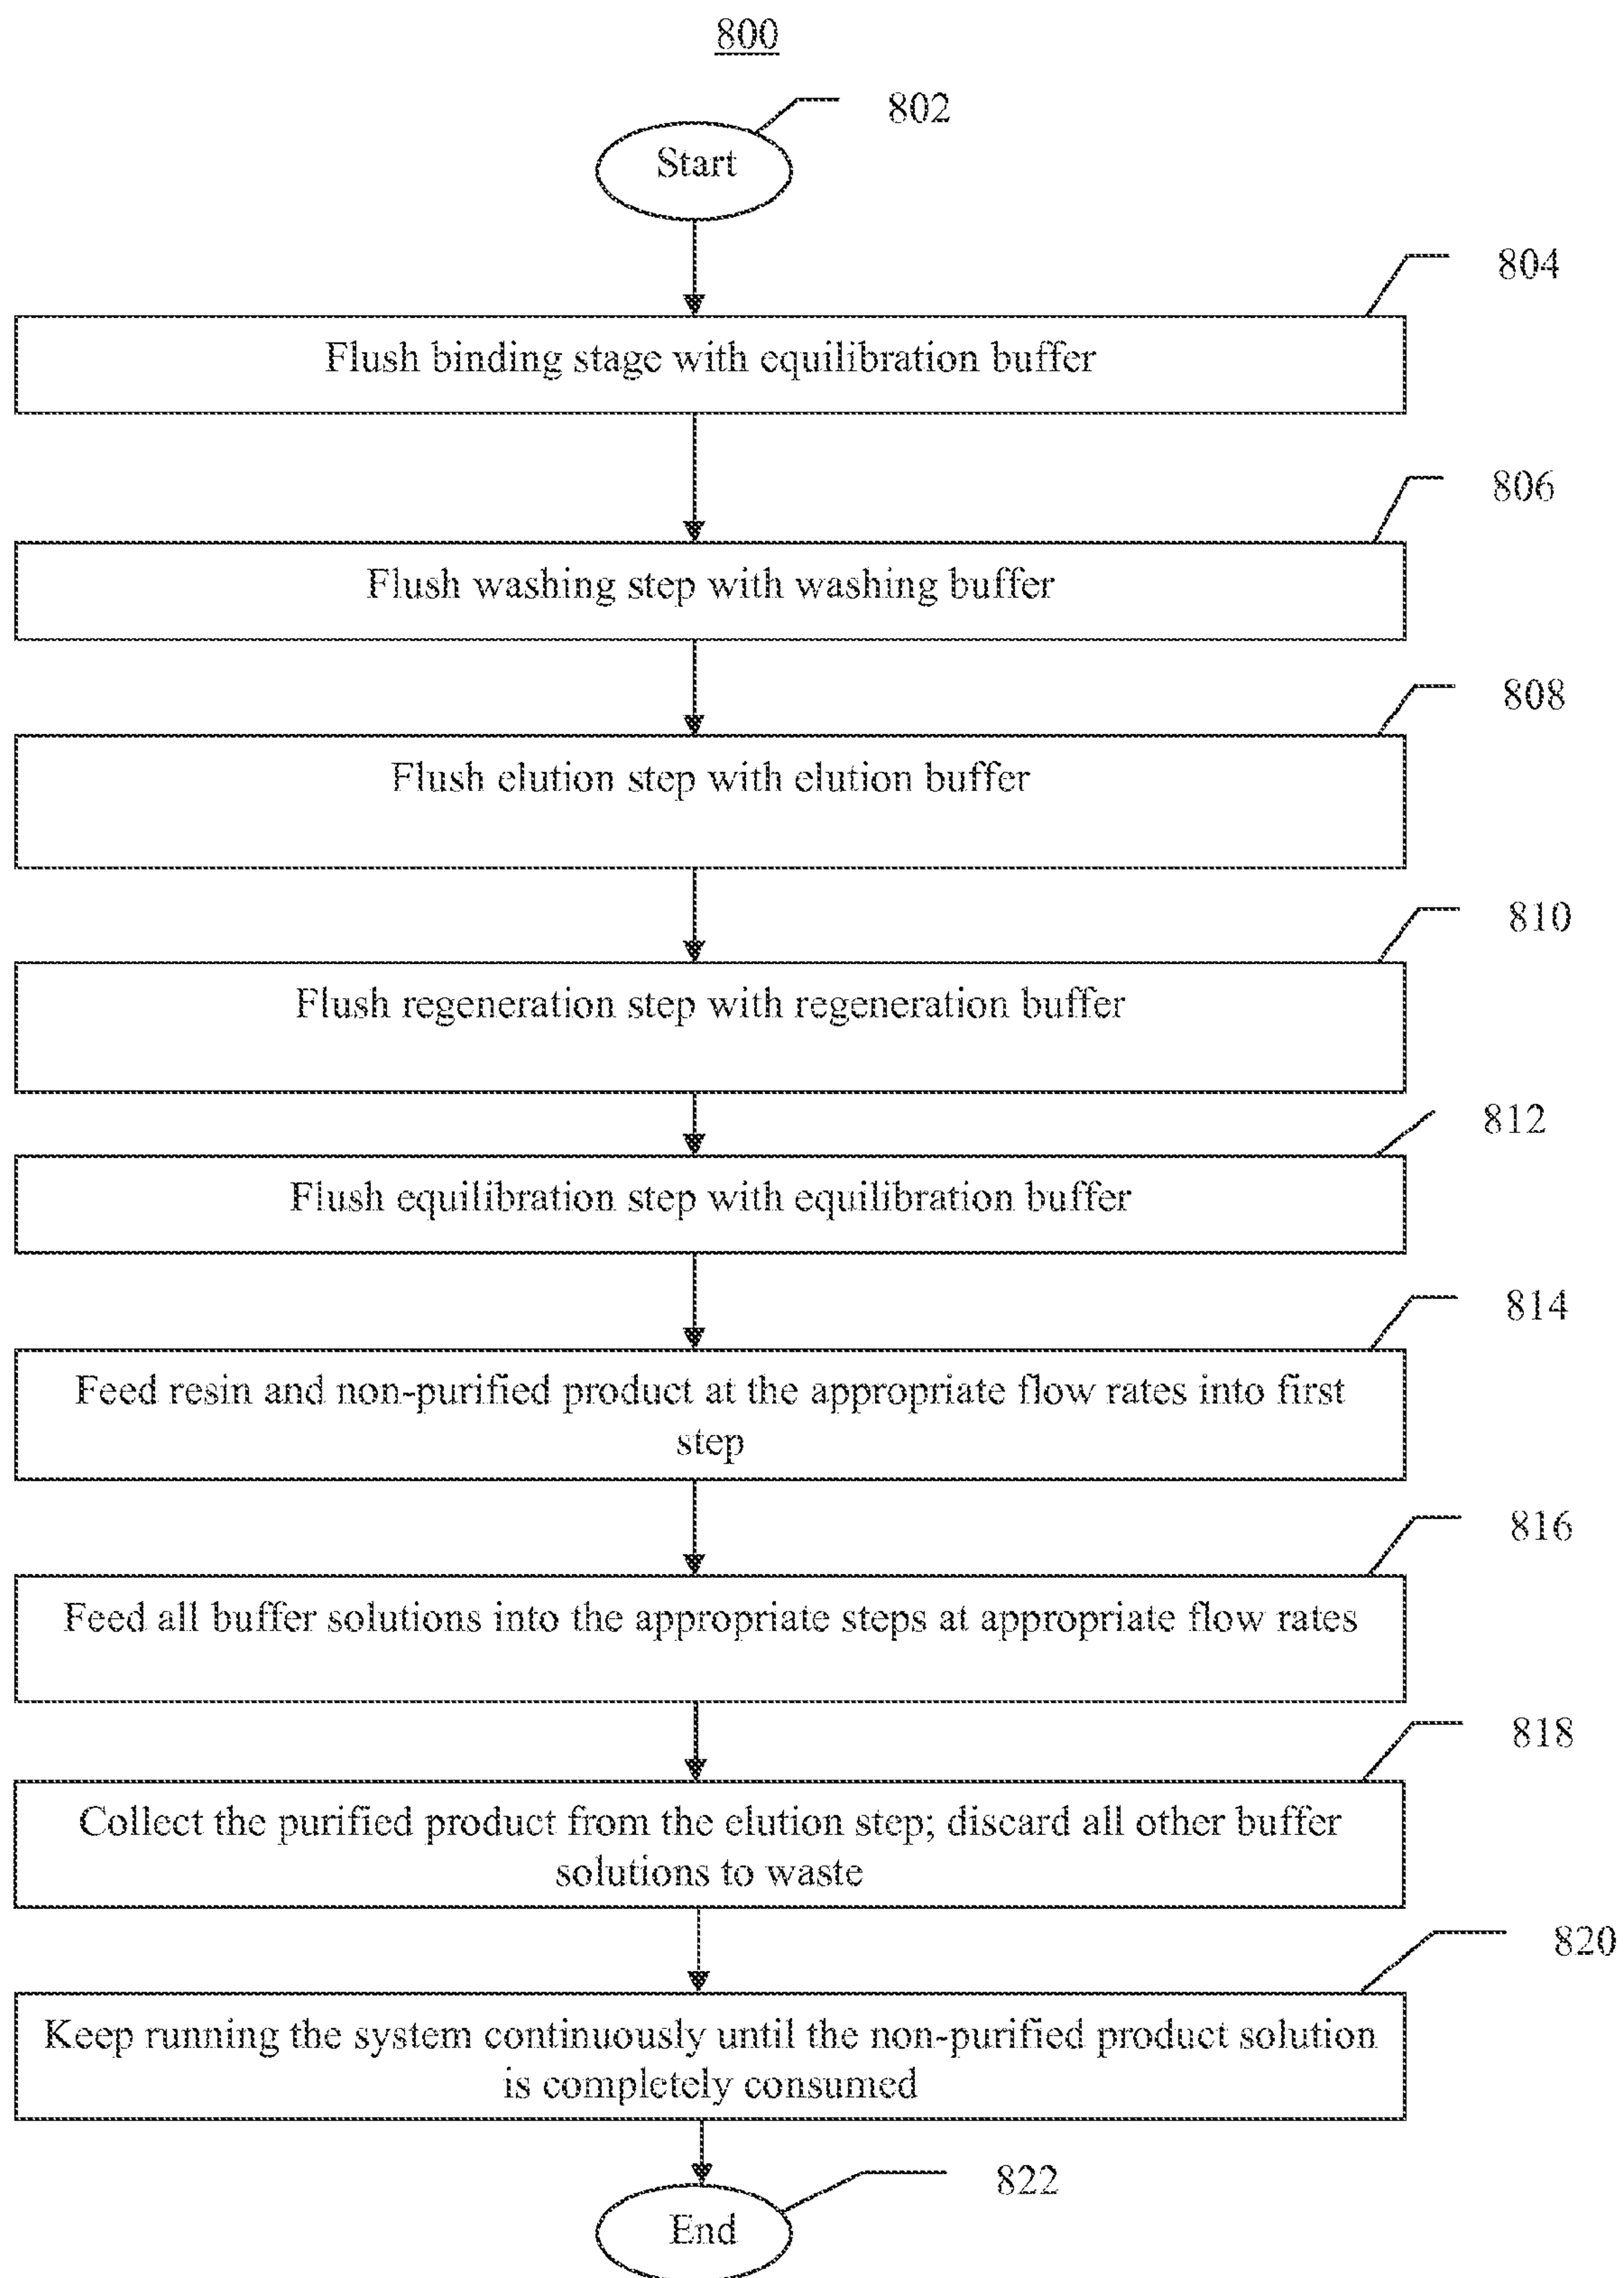 800
802
Start
804
Flush binding stage with equilibration buffer
806
Flush washing step with washing buffer
808
Flush elution step with elution buffer
810
Flush regeneration step with regeneration buffer
812
Flush equilibration step with equilibration buffer
814
Feed resin and non-purified product at the appropriate flow rates into first
step
816
Feed all buffer solutions into the appropriate steps at appropriate flow rates
818
Collect the purified product from the elution step; discard all other buffer
solutions to waste
820
Keep running the system continuously until the non-purified product solution
is completely consumed
822
End